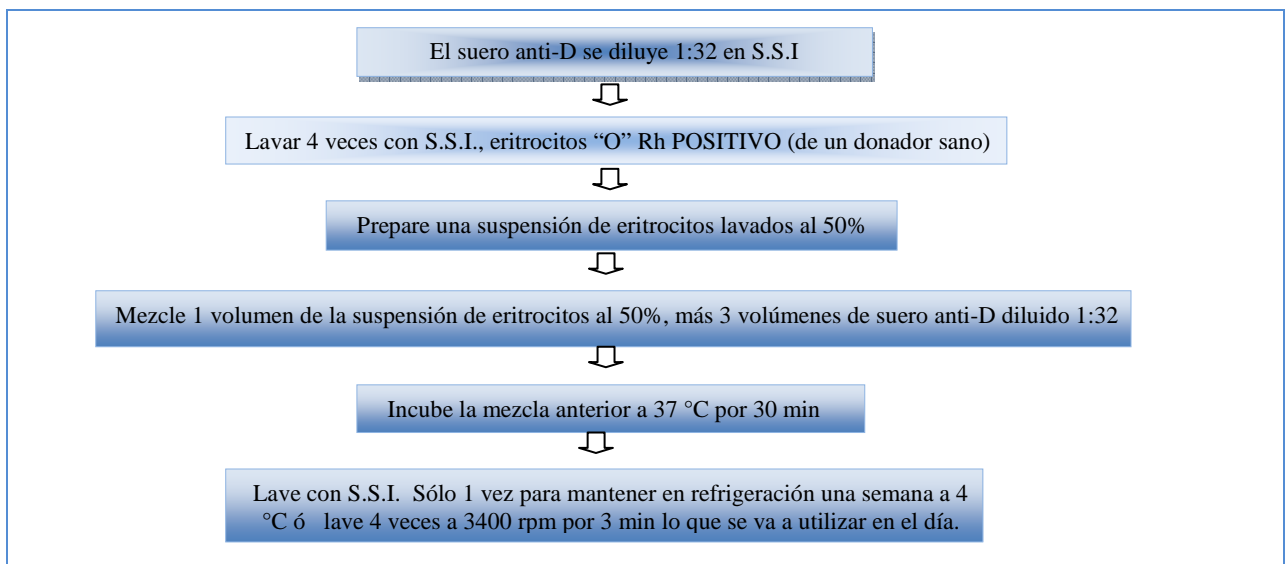 El suero anti-D se diluye 1:32 en S.S.I
Lavar 4 veces con S.S.I., eritrocitos “O” Rh POSITIVO (de un donador sano)
Prepare una suspensión de eritrocitos lavados al 50%
Mezcle 1 volumen de la suspensión de eritrocitos al 50%, más 3 volúmenes de suero anti-D diluido 1:32
Incube la mezcla anterior a 37 °C por 30 min
Lave con S.S.I. Sólo 1 vez para mantener en refrigeración una semana a 4
°C ó lave 4 veces a 3400 rpm por 3 min lo que se va a utilizar en el día.